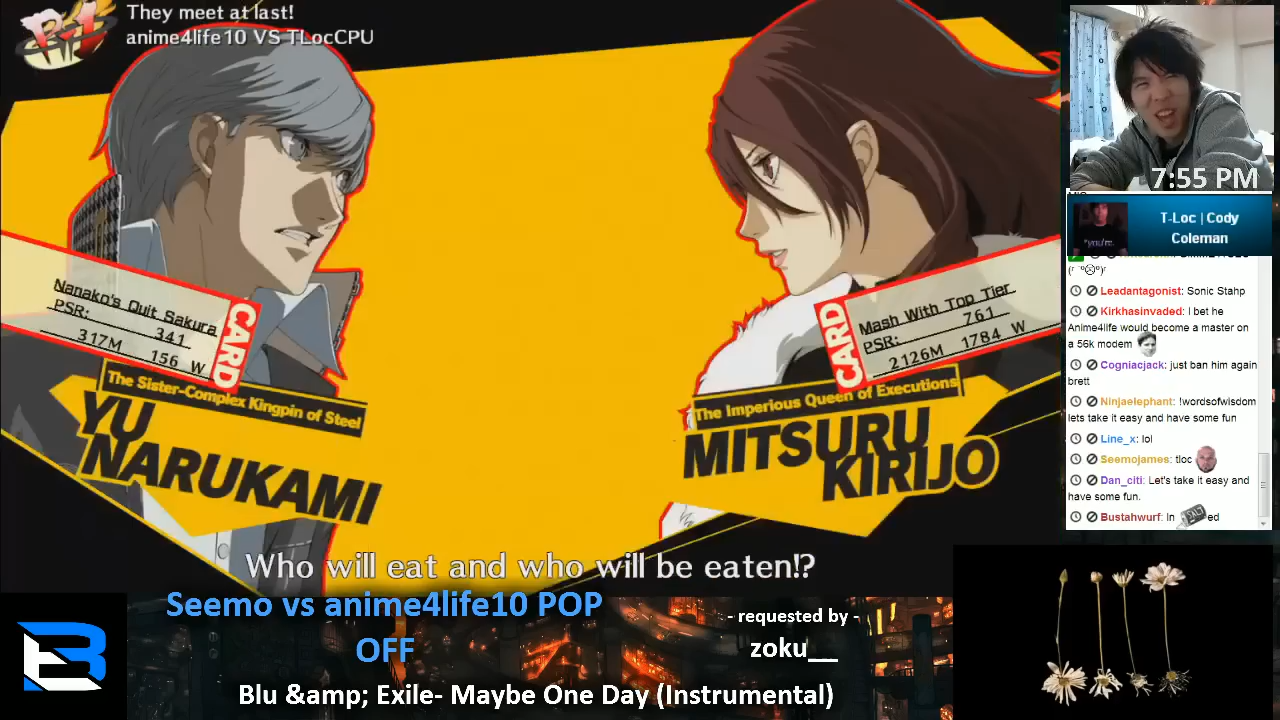 They meet at last!
anime4life10 VS TLocCPU
Nanako's Quit Sakura
PSR: 341
317M 156 W
CARD
The Sister-Complex Kingpin of Steel
YU
NARUKAMI
Mash With Top Tier
PSR: 761
2126M 1784 W
CARD
The Imperious Queen of Executions
MITSURU
KIRIJO
Who will eat and who will be eaten!?
7:55 PM
T-Loc | Cody
Coleman
Leadantagonist: Sonic Stahp
Kirkhasinvaded: I bet he
Anime4life would become a master on
a 56k modem
Cogniacjack: just ban him again
brett
Ninjaelephant: !wordsofwisdom
lets take it easy and have some fun
Line_x: lol
Seemojames: tloc
Dan_citi: Let's take it easy and
have some fun.
Bustahwurf: In SALT ed
Seemo vs anime4life10 POP
OFF
- requested by -
zoku__
Blu &amp; Exile- Maybe One Day (Instrumental)